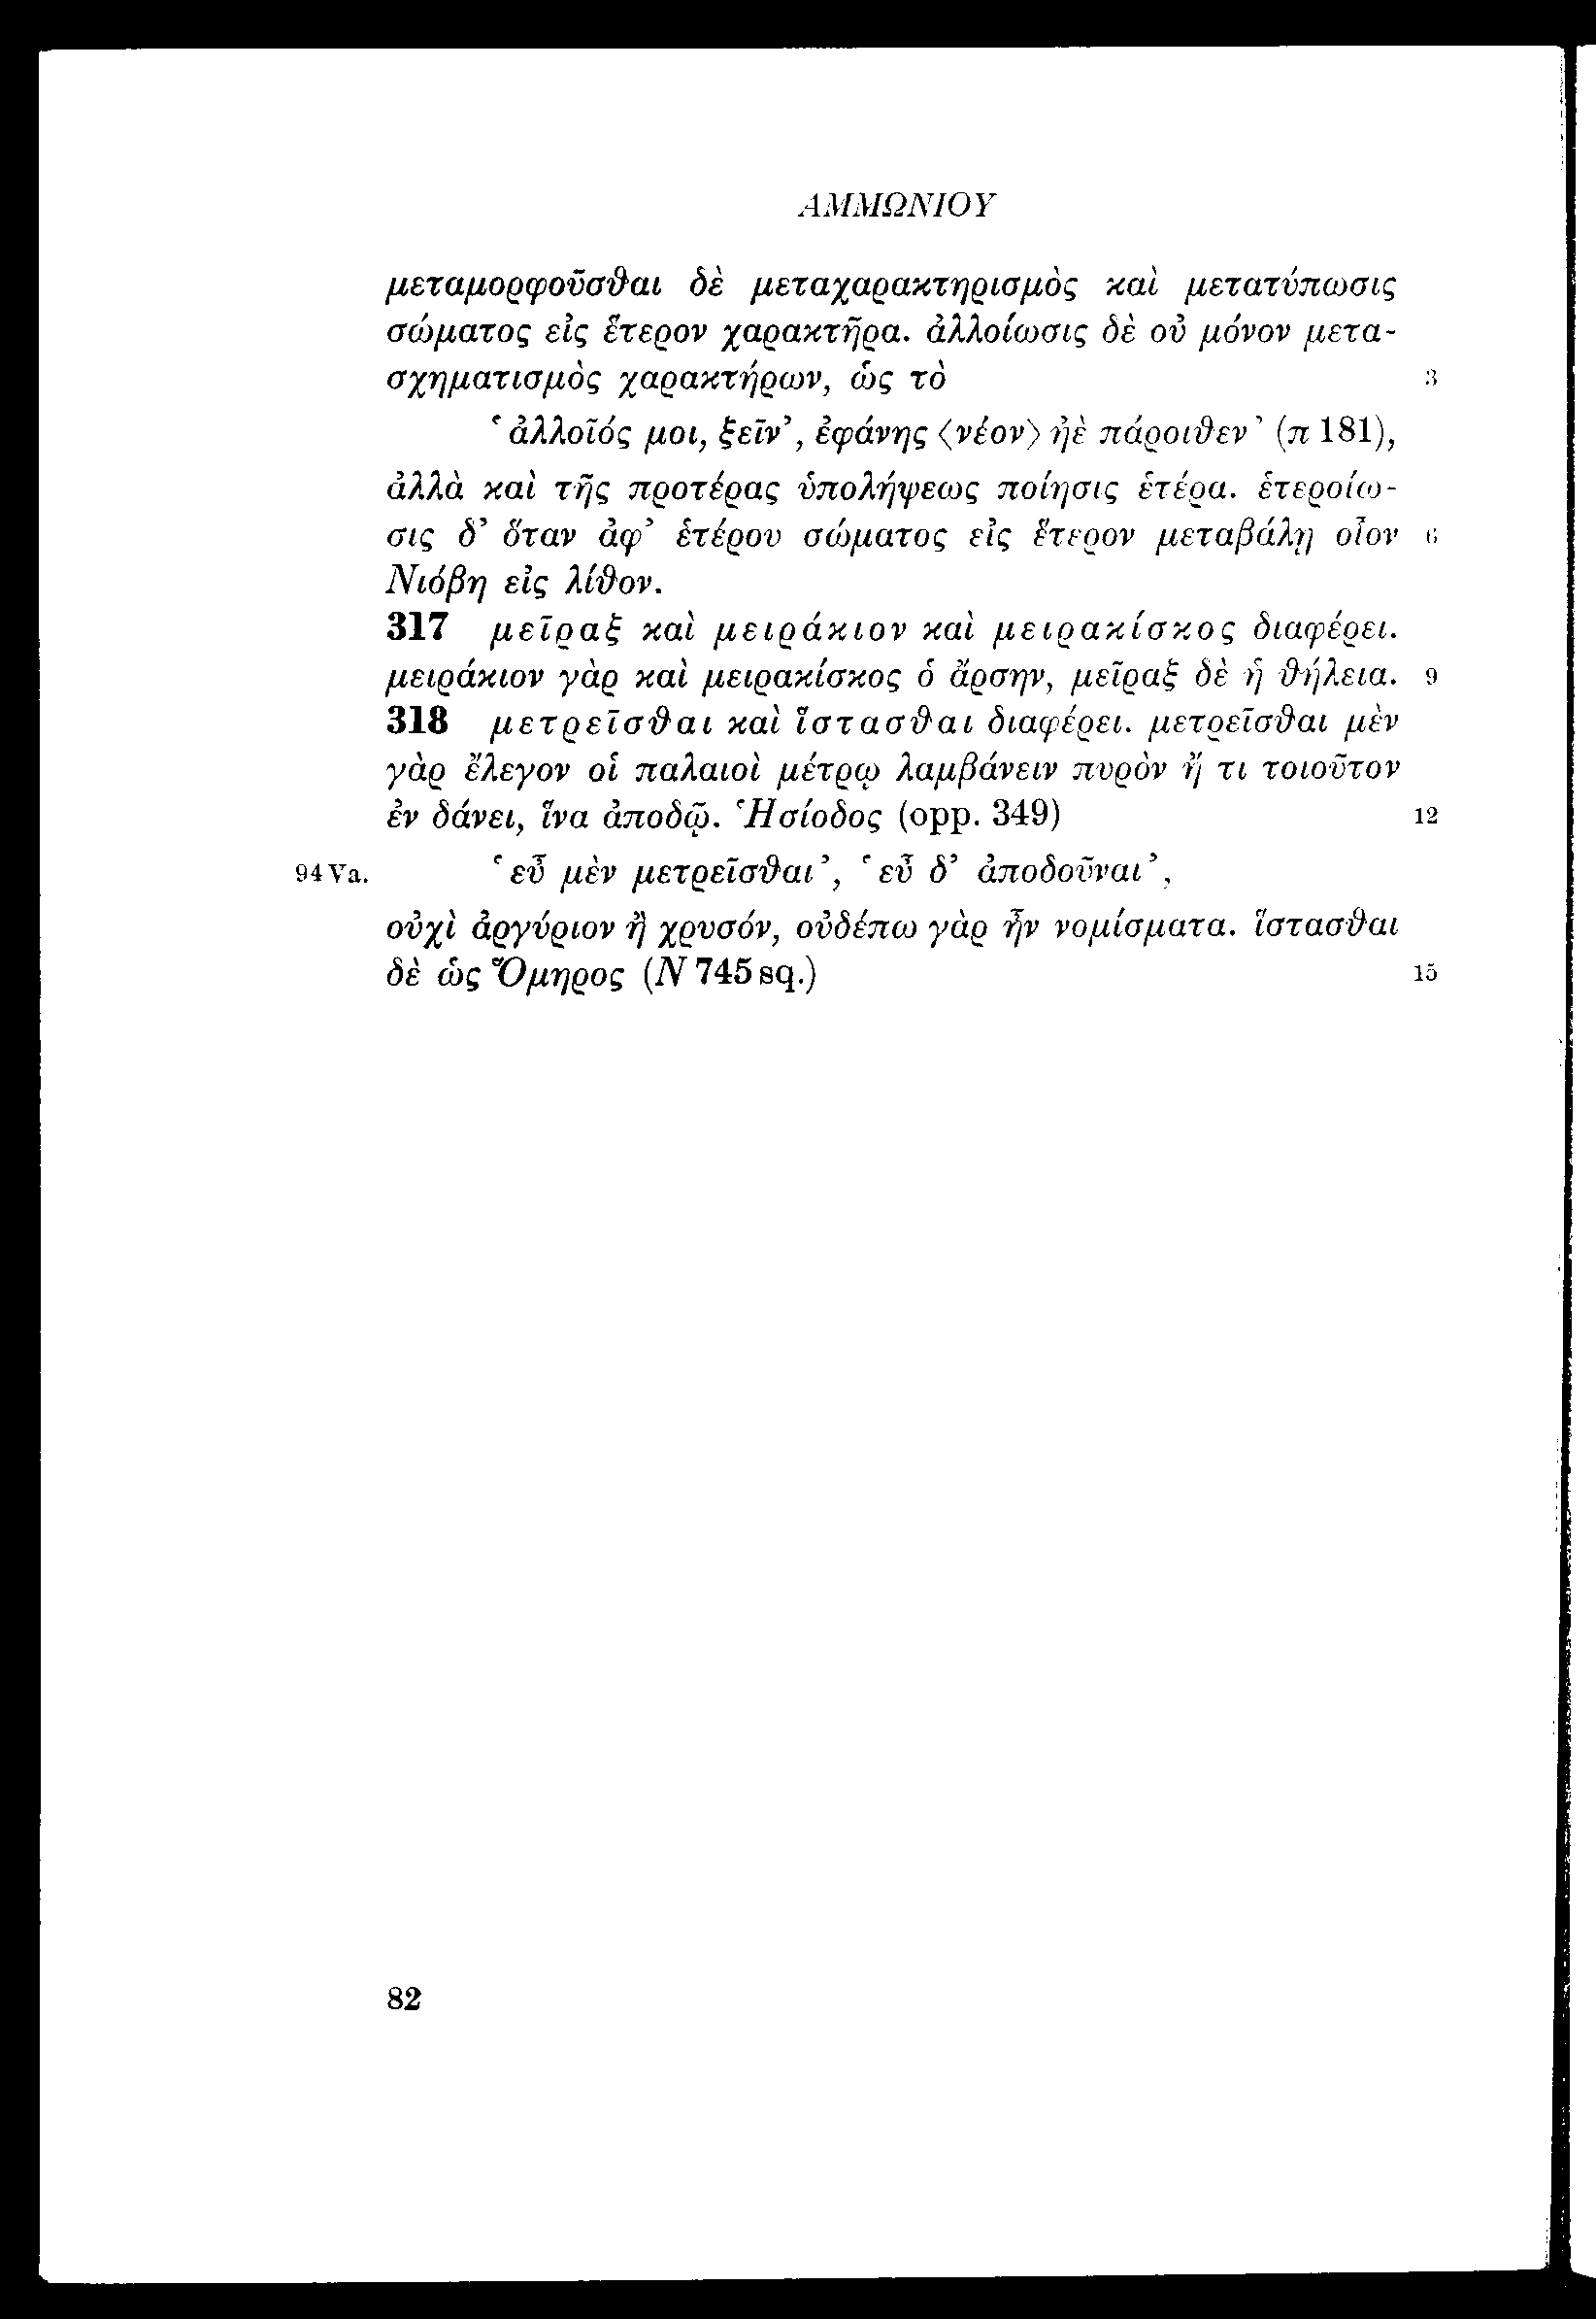 ΑΜΜΩΝΙΟΥ
μεταμορφοῦσθαι δὲ μεταχαρακτηρισμὸς καὶ μετατύπωσις
σώματος εἰς ἕτερον χαρακτῆρα. ἀλλοίωσις δὲ οὐ μόνον μετα-
σχηματισμὸς χαρακτήρων, ὡς τὸ 3
‘ἀλλοῖός μοι, ξεῖν’, ἐφάνης ⟨νέον⟩ ἠὲ πάροιθεν’ (π 181),
ἀλλὰ καὶ τῆς προτέρας ὑπολήψεως ποίησις ἑτέρα. ἑτεροίω-
σις δ’ ὅταν ἀφ’ ἑτέρου σώματος εἰς ἕτερον μεταβάλῃ οἷον 6
Νιόβη εἰς λίθον.
317 μεῖραξ καὶ μειράκιον καὶ μειρακίσκος διαφέρει.
μειράκιον γὰρ καὶ μειρακίσκος ὁ ἄρσην, μεῖραξ δὲ ἡ θήλεια. 9
318 μετρεῖσθαι καὶ ἵστασθαι διαφέρει. μετρεῖσθαι μὲν
γὰρ ἔλεγον οἱ παλαιοὶ μέτρῳ λαμβάνειν πυρὸν ἤ τι τοιοῦτον
ἐν δάνει, ἵνα ἀποδῷ. Ἡσίοδος (opp. 349) 12
94 Va. ‘εὖ μὲν μετρεῖσθαι’, ‘εὖ δ’ ἀποδοῦναι’,
οὐχὶ ἀργύριον ἢ χρυσόν, οὐδέπω γὰρ ἦν νομίσματα. ἵστασθαι
δὲ ὡς Ὅμηρος (N 745 sq.) 15
82